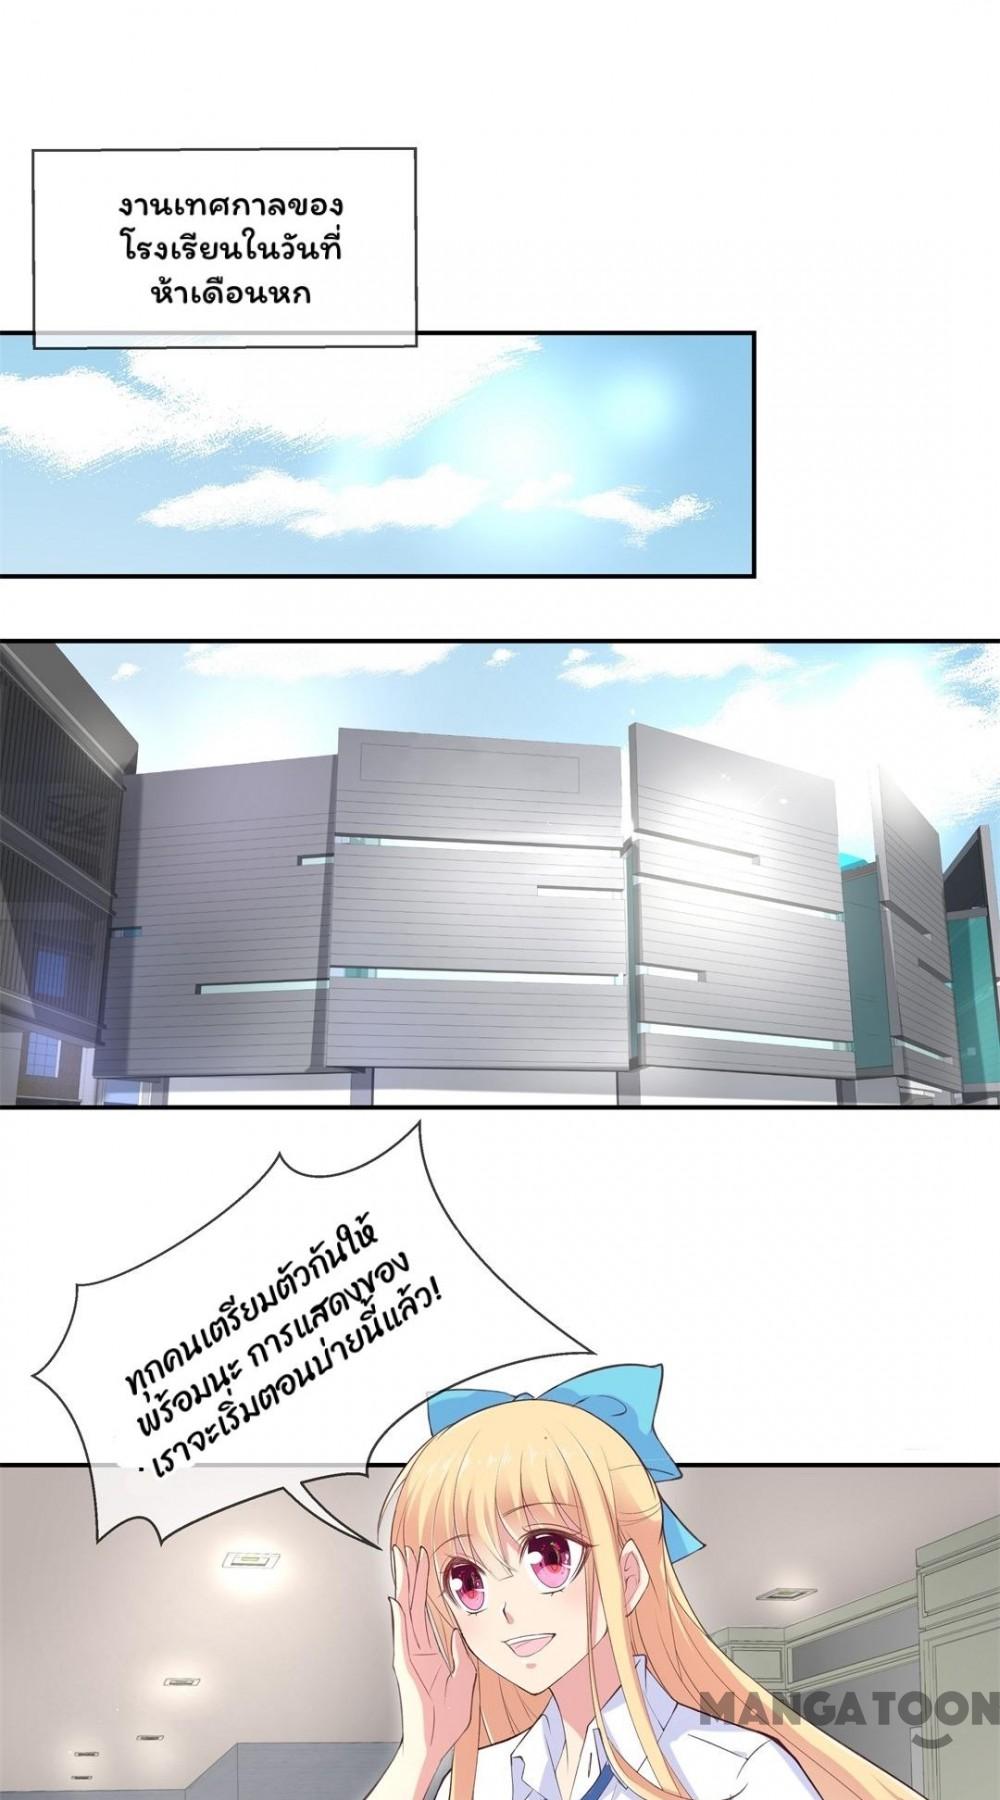 งานเทศกาลของ
โรงเรียนในวันที่
ห้าเดือนหก
ทุกคนเตรียมตัวกันให้
พร้อมนะ การแสดงของ
เราจะเริ่มตอนบ่ายนี้แล้ว!
MANGATOON